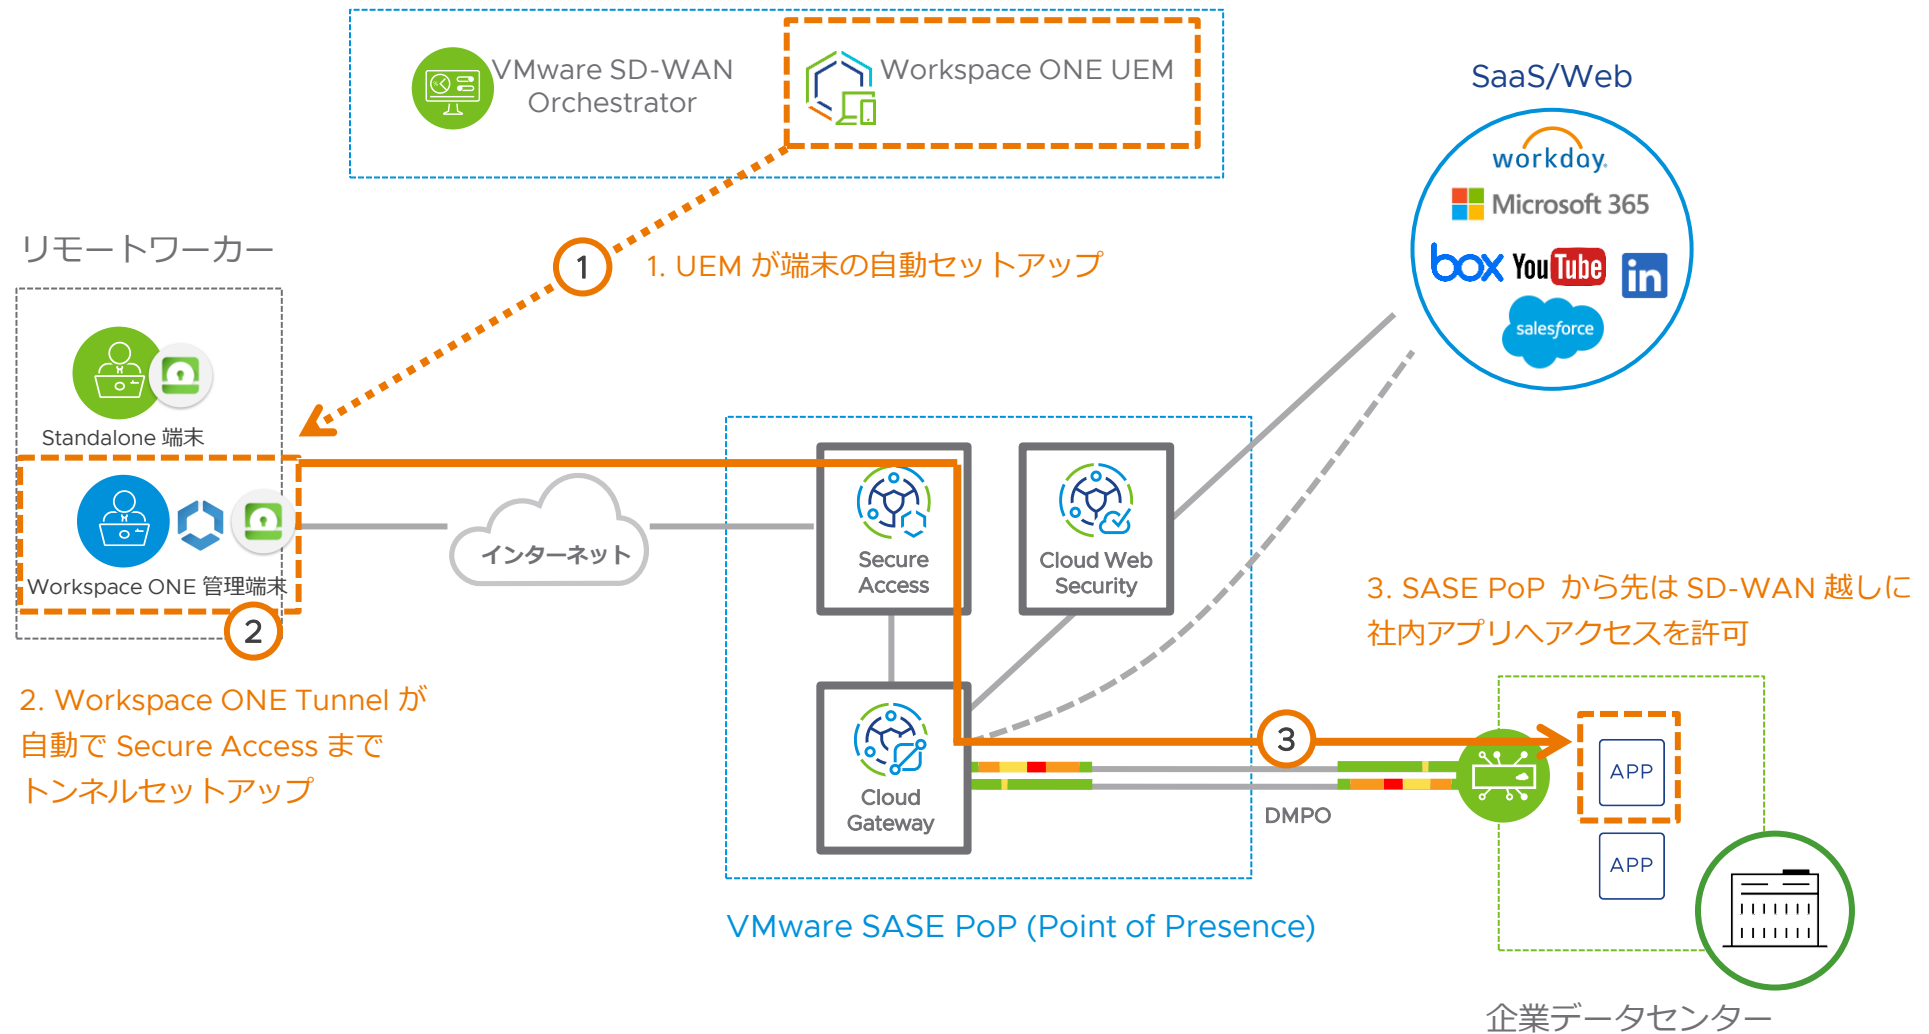 VMware SD-WAN
Orchestrator
Workspace ONE UEM
SaaS/Web
workday.
Microsoft 365
box
YouTube
in
salesforce
リモートワーカー
1
1. UEM が端末の自動セットアップ
Standalone 端末
Workspace ONE 管理端末
2
2. Workspace ONE Tunnel が
自動で Secure Access まで
トンネルセットアップ
インターネット
Secure
Access
Cloud Web
Security
Cloud
Gateway
VMware SASE PoP (Point of Presence)
3. SASE PoP から先は SD-WAN 越しに
社内アプリへアクセスを許可
3
DMPO
APP
APP
企業データセンター